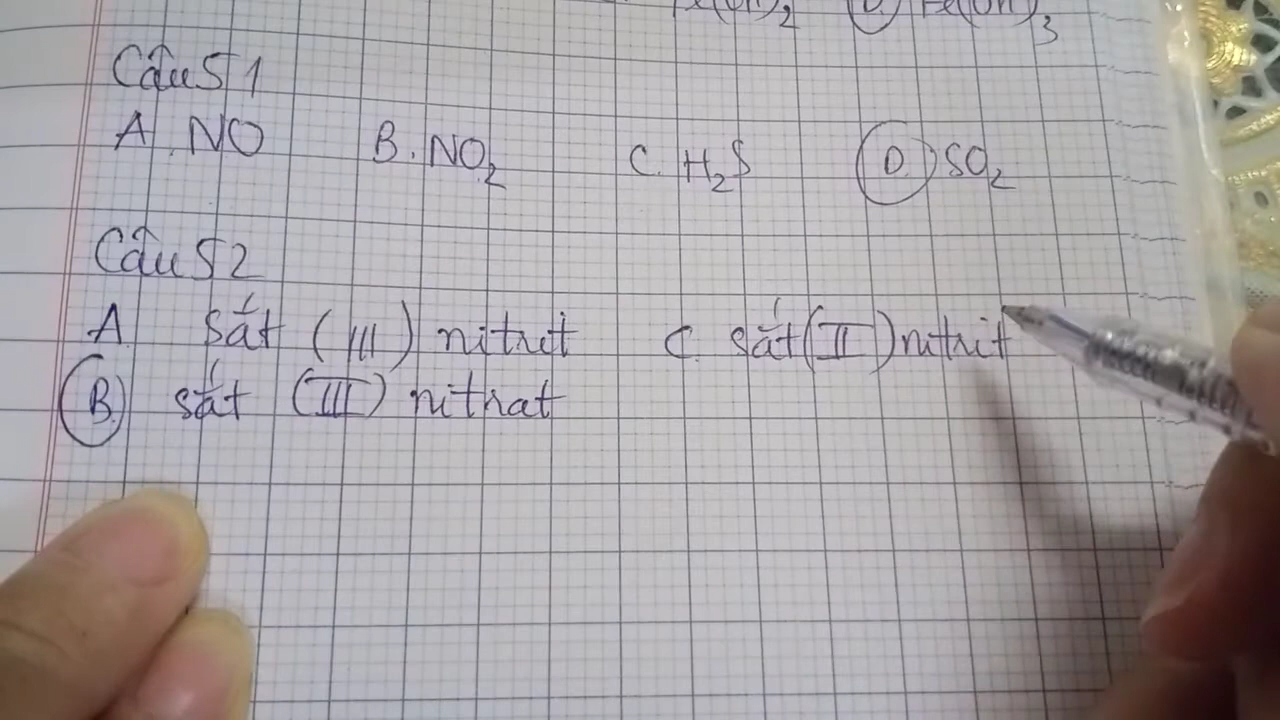 Câu 51
A. NO B. NO₂ C. H₂S D. SO₂
Câu 52
A. sắt (III) nitrit C. sắt (II) nitrit
B. sắt (III) nitrat